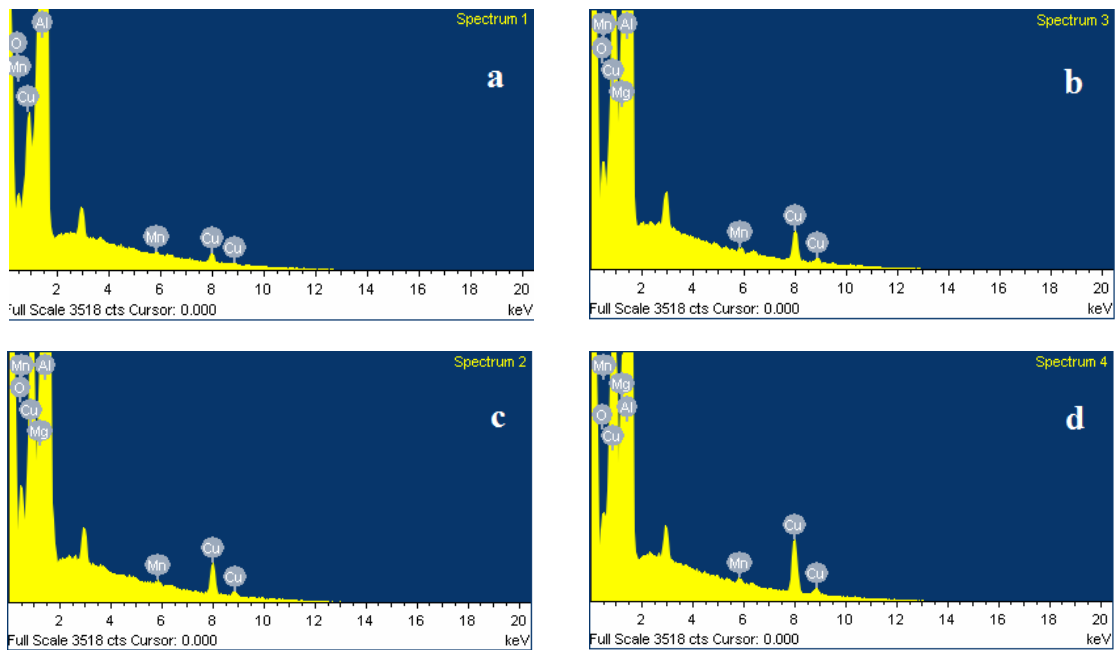 Spectrum 1
Al
O
Mn
Cu
a
Mn
Cu
Cu
2 4 6 8 10 12 14 16 18 20
ull Scale 3518 cts Cursor: 0.000 keV
Spectrum 3
Mn Al
O
Cu
Mg
b
Mn
Cu
Cu
2 4 6 8 10 12 14 16 18 20
Full Scale 3518 cts Cursor: 0.000 keV
Spectrum 2
Mn Al
O
Cu
Mg
c
Mn
Cu
Cu
2 4 6 8 10 12 14 16 18 20
Full Scale 3518 cts Cursor: 0.000 keV
Spectrum 4
Mn
Mg
Al
O
Cu
d
Mn
Cu
Cu
2 4 6 8 10 12 14 16 18 20
Full Scale 3518 cts Cursor: 0.000 keV